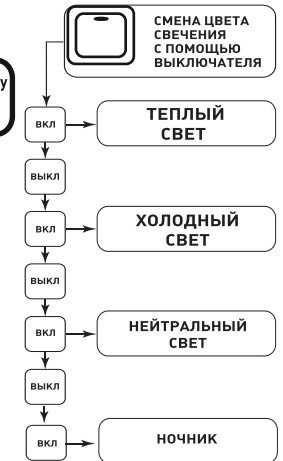 СМЕНА ЦВЕТА
СВЕЧЕНИЯ
С ПОМОЩЬЮ
ВЫКЛЮЧАТЕЛЯ
У
ВКЛ
ТЕПЛЫЙ
СВЕТ
ВЫКЛ
ВКЛ
ХОЛОДНЫЙ
СВЕТ
ВЫКЛ
ВКЛ
НЕЙТРАЛЬНЫЙ
СВЕТ
ВЫКЛ
ВКЛ
НОЧНИК